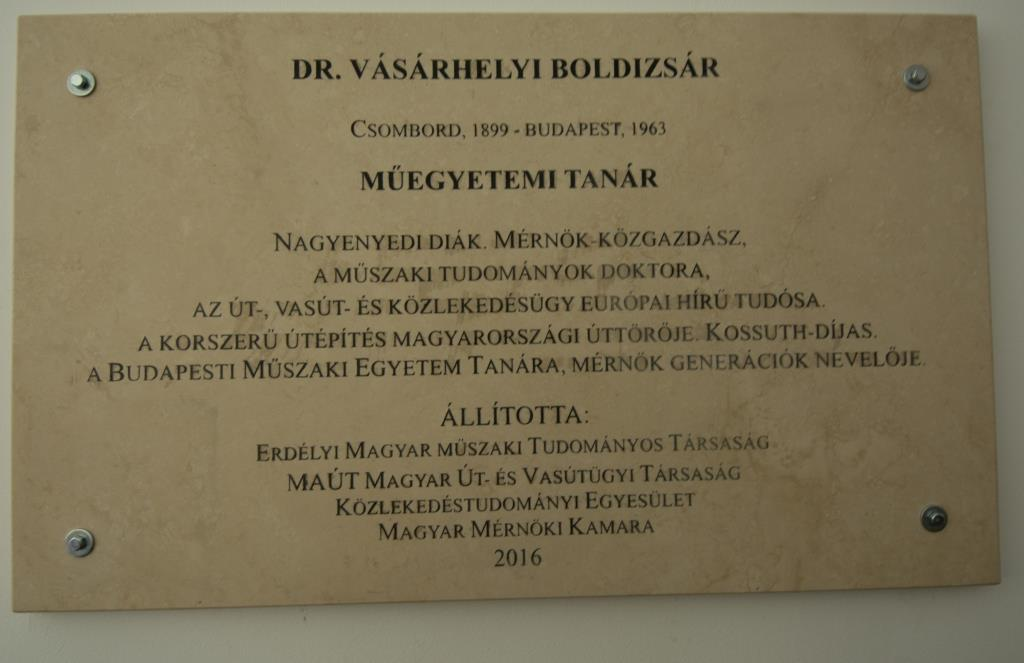 DR. VÁSÁRHELYI BOLDIZSÁR
CSOMBORD, 1899 - BUDAPEST, 1963
MŰEGYETEMI TANÁR
NAGYENYEDI DIÁK. MÉRNÖK-KÖZGAZDÁSZ,
A MŰSZAKI TUDOMÁNYOK DOKTORA,
AZ ÚT-, VASÚT- ÉS KÖZLEKEDÉSÜGY EURÓPAI HÍRŰ TUDÓSA.
A KORSZERŰ ÚTÉPÍTÉS MAGYARORSZÁGI ÚTTÖRŐJE. KOSSUTH-DÍJAS.
A BUDAPESTI MŰSZAKI EGYETEM TANÁRA, MÉRNÖK GENERÁCIÓK NEVELŐJE.
ÁLLÍTOTTA:
ERDÉLYI MAGYAR MŰSZAKI TUDOMÁNYOS TÁRSASÁG
MAÚT MAGYAR ÚT- ÉS VASÚTÜGYI TÁRSASÁG
KÖZLEKEDÉSTUDOMÁNYI EGYESÜLET
MAGYAR MÉRNÖKI KAMARA
2016